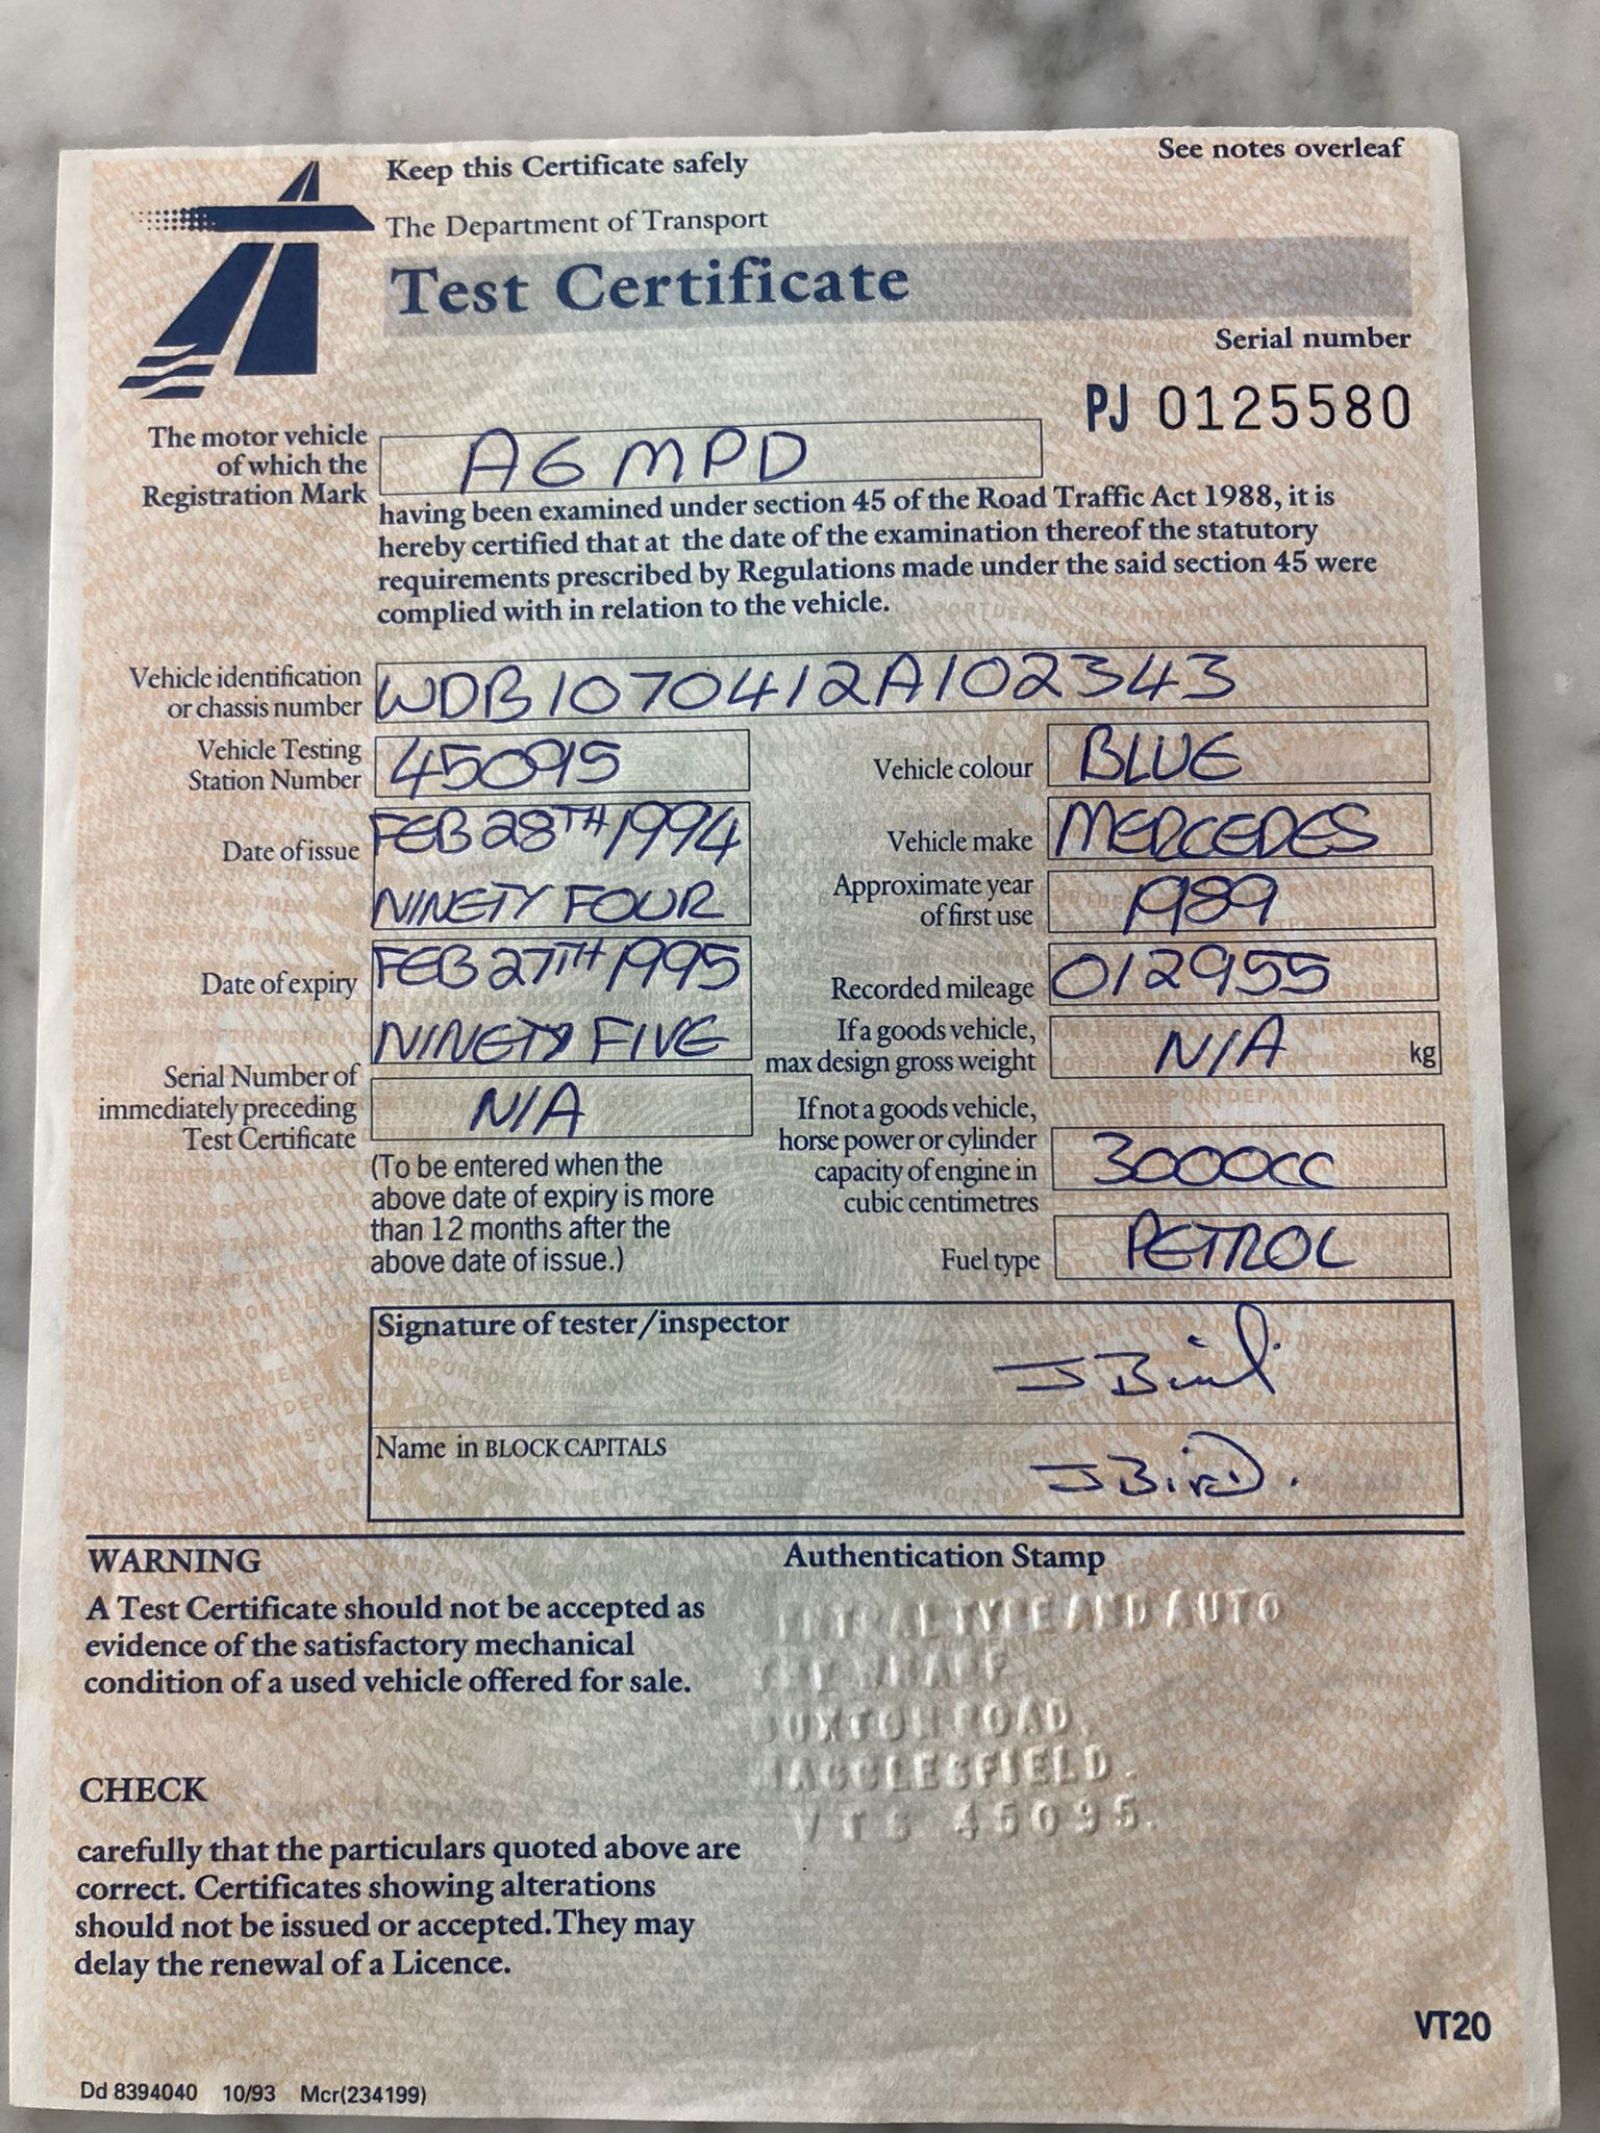 Keep this Certificate safely
See notes overleaf
The Department of Transport
Test Certificate
Serial number
PJ 0125580
The motor vehicle
of which the
Registration Mark
A6 MPD
having been examined under section 45 of the Road Traffic Act 1988, it is
hereby certified that at the date of the examination thereof the statutory
requirements prescribed by Regulations made under the said section 45 were
complied with in relation to the vehicle.
Vehicle identification
or chassis number
WDB1070412A102343
Vehicle Testing
Station Number
45095
Vehicle colour
BLUE
Date of issue
FEB 28TH 1994
NINETY FOUR
Vehicle make
MERCEDES
Approximate year
of first use
1989
Date of expiry
FEB 27TH 1995
NINETY FIVE
Recorded mileage
012955
If a goods vehicle,
max design gross weight
N/A kg
Serial Number of
immediately preceding
Test Certificate
N/A
(To be entered when the
above date of expiry is more
than 12 months after the
above date of issue.)
If not a goods vehicle,
horse power or cylinder
capacity of engine in
cubic centimetres
3000cc
Fuel type
PETROL
Signature of tester/inspector
J Bird
Name in BLOCK CAPITALS
J BirD.
WARNING
A Test Certificate should not be accepted as
evidence of the satisfactory mechanical
condition of a used vehicle offered for sale.
CHECK
carefully that the particulars quoted above are
correct. Certificates showing alterations
should not be issued or accepted. They may
delay the renewal of a Licence.
Authentication Stamp
TYRE AND AUTO
BUXTON ROAD,
MACCLESFIELD.
VTS 45095.
VT20
Dd 8394040 10/93 Mcr(234199)